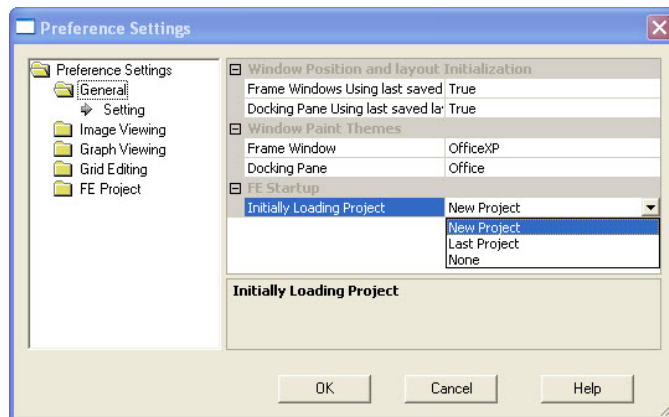 Preference Settings
Preference Settings
General
Setting
Image Viewing
Graph Viewing
Grid Editing
FE Project
Window Position and layout Initialization
Frame Windows Using last saved True
Docking Pane Using last saved la True
Window Paint Themes
Frame Window OfficeXP
Docking Pane Office
FE Startup
Initially Loading Project New Project
New Project
Last Project
None
Initially Loading Project
OK Cancel Help